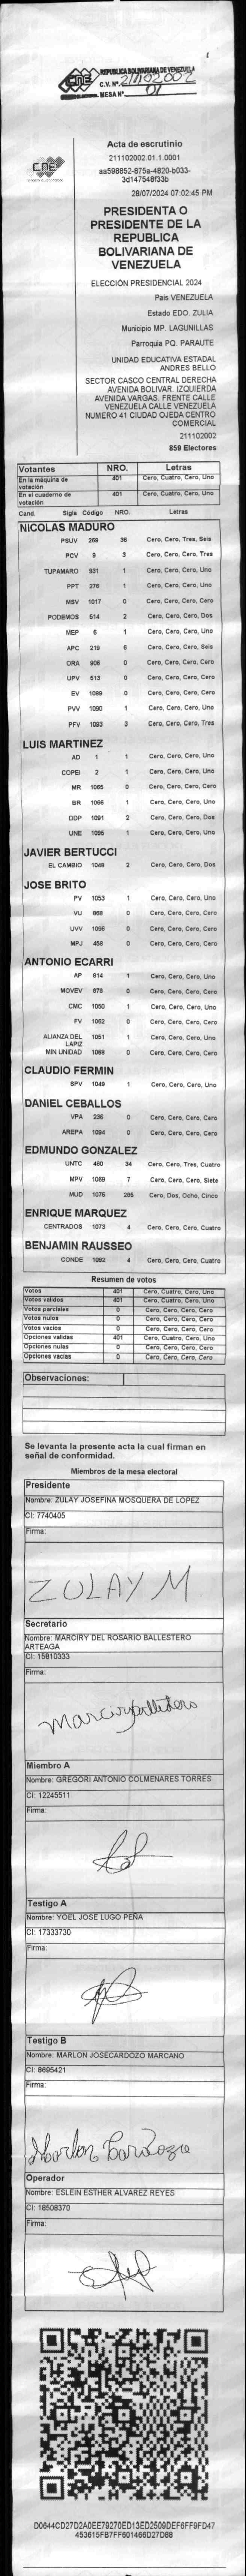 REPUBLICA BOLIVARIANA DE VENEZUELA
C.V. Nº. 211102002
MESA Nº. 01
CNE
Acta de escrutinio
211102002.01.1.0001
aa598852-875a-4820-b033-
3d147548f33b
28/07/2024 07:02:45 PM
PRESIDENTA O
PRESIDENTE DE LA
REPUBLICA
BOLIVARIANA DE
VENEZUELA
ELECCIÓN PRESIDENCIAL 2024
Pais VENEZUELA
Estado EDO. ZULIA
Municipio MP. LAGUNILLAS
Parroquia PQ. PARAUTE
UNIDAD EDUCATIVA ESTADAL
ANDRES BELLO
SECTOR CASCO CENTRAL DERECHA
AVENIDA BOLIVAR. IZQUIERDA
AVENIDA VARGAS. FRENTE CALLE
VENEZUELA CALLE VENEZUELA
NUMERO 41 CIUDAD OJEDA CENTRO
COMERCIAL
211102002
859 Electores
Votantes NRO. Letras
En la máquina de votación 401 Cero, Cuatro, Cero, Uno
En el cuaderno de votación 401 Cero, Cuatro, Cero, Uno
Cand. Sigla Código NRO. Letras
NICOLAS MADURO
PSUV 269 36 Cero, Cero, Tres, Seis
PCV 9 3 Cero, Cero, Cero, Tres
TUPAMARO 931 1 Cero, Cero, Cero, Uno
PPT 276 1 Cero, Cero, Cero, Uno
MSV 1017 0 Cero, Cero, Cero, Cero
PODEMOS 514 2 Cero, Cero, Cero, Dos
MEP 6 1 Cero, Cero, Cero, Uno
APC 219 6 Cero, Cero, Cero, Seis
ORA 906 0 Cero, Cero, Cero, Cero
UPV 513 0 Cero, Cero, Cero, Cero
EV 1089 0 Cero, Cero, Cero, Cero
PVV 1090 1 Cero, Cero, Cero, Uno
PFV 1093 3 Cero, Cero, Cero, Tres
LUIS MARTINEZ
AD 1 1 Cero, Cero, Cero, Uno
COPEI 2 1 Cero, Cero, Cero, Uno
MR 1065 0 Cero, Cero, Cero, Cero
BR 1066 1 Cero, Cero, Cero, Uno
DDP 1091 2 Cero, Cero, Cero, Dos
UNE 1095 1 Cero, Cero, Cero, Uno
JAVIER BERTUCCI
EL CAMBIO 1048 2 Cero, Cero, Cero, Dos
JOSE BRITO
PV 1053 1 Cero, Cero, Cero, Uno
VU 868 0 Cero, Cero, Cero, Cero
UVV 1096 0 Cero, Cero, Cero, Cero
MPJ 458 0 Cero, Cero, Cero, Cero
ANTONIO ECARRI
AP 814 1 Cero, Cero, Cero, Uno
MOVEV 678 0 Cero, Cero, Cero, Cero
CMC 1050 1 Cero, Cero, Cero, Uno
FV 1062 0 Cero, Cero, Cero, Cero
ALIANZA DEL LAPIZ 1051 1 Cero, Cero, Cero, Uno
MIN UNIDAD 1088 0 Cero, Cero, Cero, Cero
CLAUDIO FERMIN
SPV 1049 1 Cero, Cero, Cero, Uno
DANIEL CEBALLOS
VPA 236 0 Cero, Cero, Cero, Cero
AREPA 1094 0 Cero, Cero, Cero, Cero
EDMUNDO GONZALEZ
UNTC 460 34 Cero, Cero, Tres, Cuatro
MPV 1069 7 Cero, Cero, Cero, Siete
MUD 1075 285 Cero, Dos, Ocho, Cinco
ENRIQUE MARQUEZ
CENTRADOS 1073 4 Cero, Cero, Cero, Cuatro
BENJAMIN RAUSSEO
CONDE 1092 4 Cero, Cero, Cero, Cuatro
Resumen de votos
Votos 401 Cero, Cuatro, Cero, Uno
Votos validos 401 Cero, Cuatro, Cero, Uno
Votos parciales 0 Cero, Cero, Cero, Cero
Votos nulos 0 Cero, Cero, Cero, Cero
Votos vacios 0 Cero, Cero, Cero, Cero
Opciones validas 401 Cero, Cuatro, Cero, Uno
Opciones nulas 0 Cero, Cero, Cero, Cero
Opciones vacias 0 Cero, Cero, Cero, Cero
Observaciones:
Se levanta la presente acta la cual firman en
señal de conformidad.
Miembros de la mesa electoral
Presidente
Nombre: ZULAY JOSEFINA MOSQUERA DE LOPEZ
CI: 7740405
Firma:
ZULAY M
Secretario
Nombre: MARCIRY DEL ROSARIO BALLESTERO
ARTEAGA
CI: 15810333
Firma:
Marciryballestero
Miembro A
Nombre: GREGORI ANTONIO COLMENARES TORRES
CI: 12245511
Firma:
Testigo A
Nombre: YOEL JOSE LUGO PEÑA
CI: 17333730
Firma:
Testigo B
Nombre: MARLON JOSECARDOZO MARCANO
CI: 8695421
Firma:
Marlon Cardozo
Operador
Nombre: ESLEIN ESTHER ALVAREZ REYES
CI: 18508370
Firma:
D0644CD27D2A0EE79270ED13ED2509DEF6FF9FD47
453615FB7FF601466D27D88